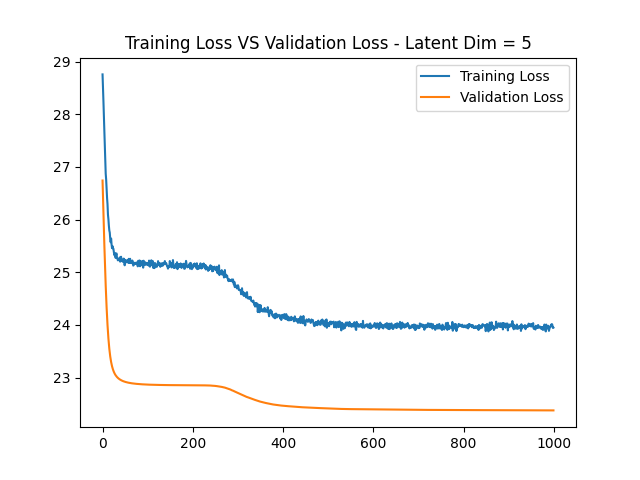 Training Loss VS Validation Loss - Latent Dim = 5
Training Loss
Validation Loss
29
28
27
26
25
24
23
0 200 400 600 800 1000